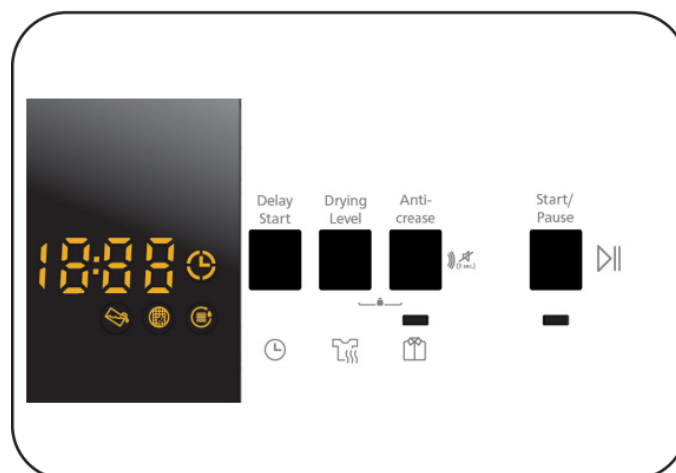 Delay
Start
Drying
Level
Anti-
crease
Start/
Pause
18:88
(3 sec.)